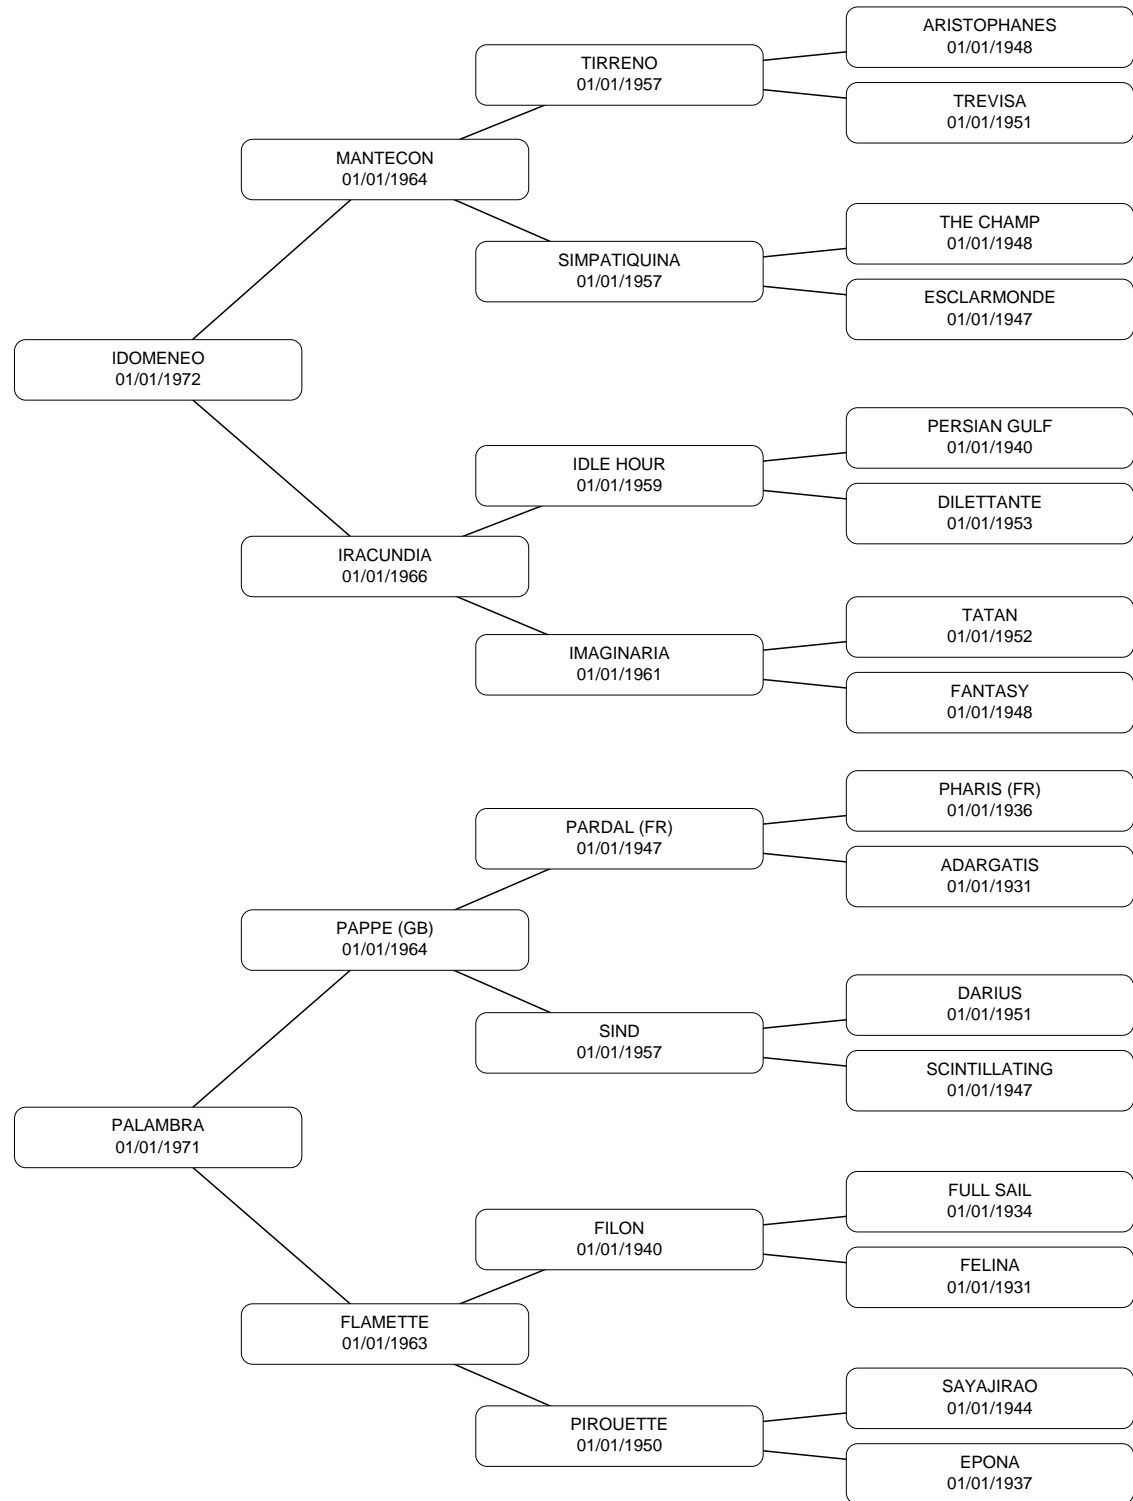 ARISTOPHANES
01/01/1948
TIRRENO
01/01/1957
TREVISA
01/01/1951
MANTECON
01/01/1964
THE CHAMP
01/01/1948
SIMPATIQUINA
01/01/1957
ESCLARMONDE
01/01/1947
IDOMENEO
01/01/1972
PERSIAN GULF
01/01/1940
IDLE HOUR
01/01/1959
DILETTANTE
01/01/1953
IRACUNDIA
01/01/1966
TATAN
01/01/1952
IMAGINARIA
01/01/1961
FANTASY
01/01/1948
PHARIS (FR)
01/01/1936
PARDAL (FR)
01/01/1947
ADARGATIS
01/01/1931
PAPPE (GB)
01/01/1964
DARIUS
01/01/1951
SIND
01/01/1957
SCINTILLATING
01/01/1947
PALAMBRA
01/01/1971
FULL SAIL
01/01/1934
FILON
01/01/1940
FELINA
01/01/1931
FLAMETTE
01/01/1963
SAYAJIRAO
01/01/1944
PIROUETTE
01/01/1950
EPONA
01/01/1937